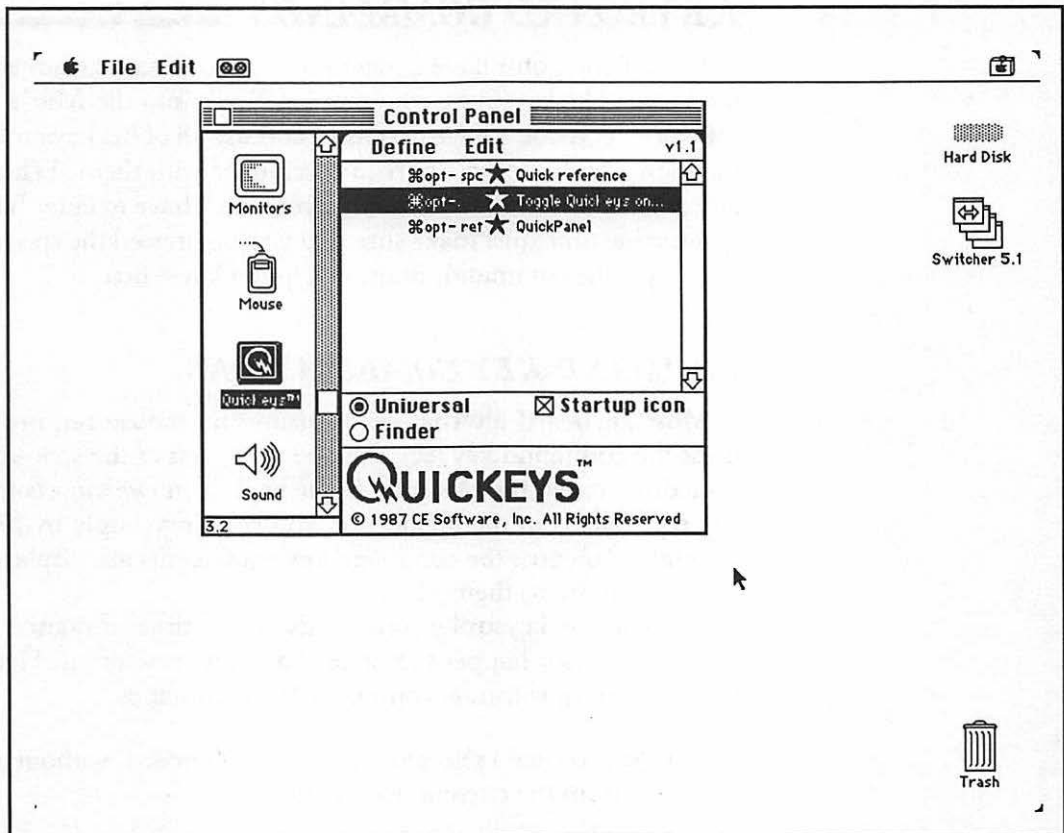 File Edit
Control Panel
Define Edit v1.1
⌘opt- spc ★ Quick reference
⌘opt- . ★ Toggle QuicKeys on...
⌘opt- ret ★ QuickPanel
Monitors
Mouse
QuicKeys™
Sound
3.2
Universal
Startup icon
Finder
QUICKEYS™
© 1987 CE Software, Inc. All Rights Reserved
Hard Disk
Switcher 5.1
Trash